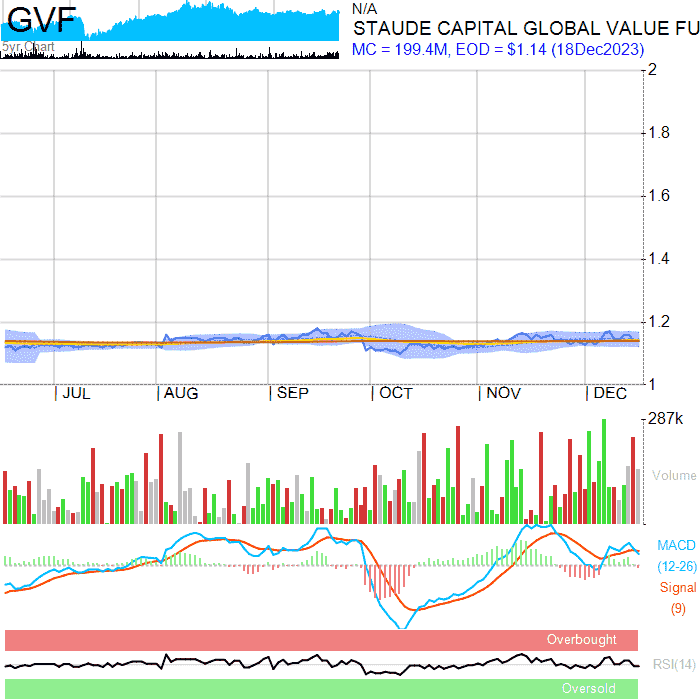 GVF
5yr Chart
N/A
STAUDE CAPITAL GLOBAL VALUE FU
MC = 199.4M, EOD = $1.14 (18Dec2023)
2
1.8
1.6
1.4
1.2
1
JUL
AUG
SEP
OCT
NOV
DEC
287k
Volume
MACD
(12-26)
Signal
(9)
Overbought
RSI(14)
Oversold